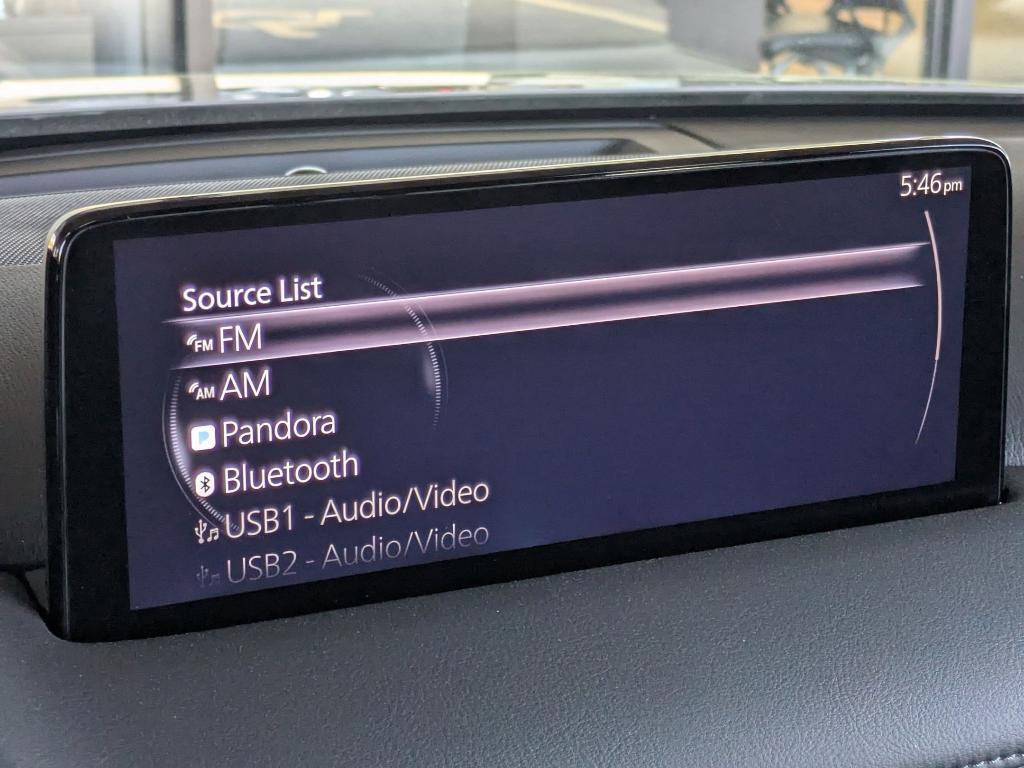 5:46pm
Source List
FM FM
AM AM
Pandora
Bluetooth
USB1 - Audio/Video
USB2 - Audio/Video